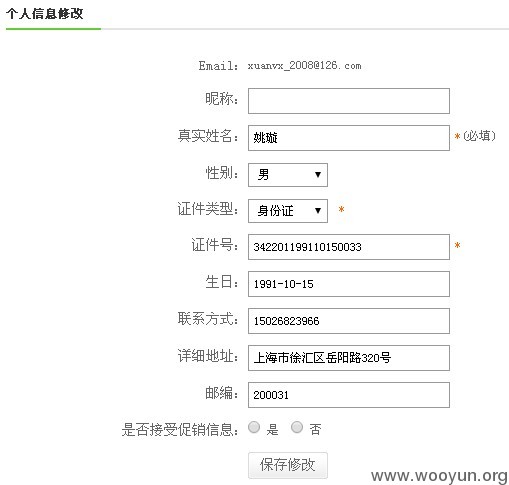 个人信息修改
Email: xuanvx_2008@126.com
昵称:
真实姓名: 姚璇 *(必填)
性别: 男
证件类型: 身份证 *
证件号: 342201199110150033 *
生日: 1991-10-15
联系方式: 15026823966
详细地址: 上海市徐汇区岳阳路320号
邮编: 200031
是否接受促销信息: 是 否
保存修改
www.wooyun.org